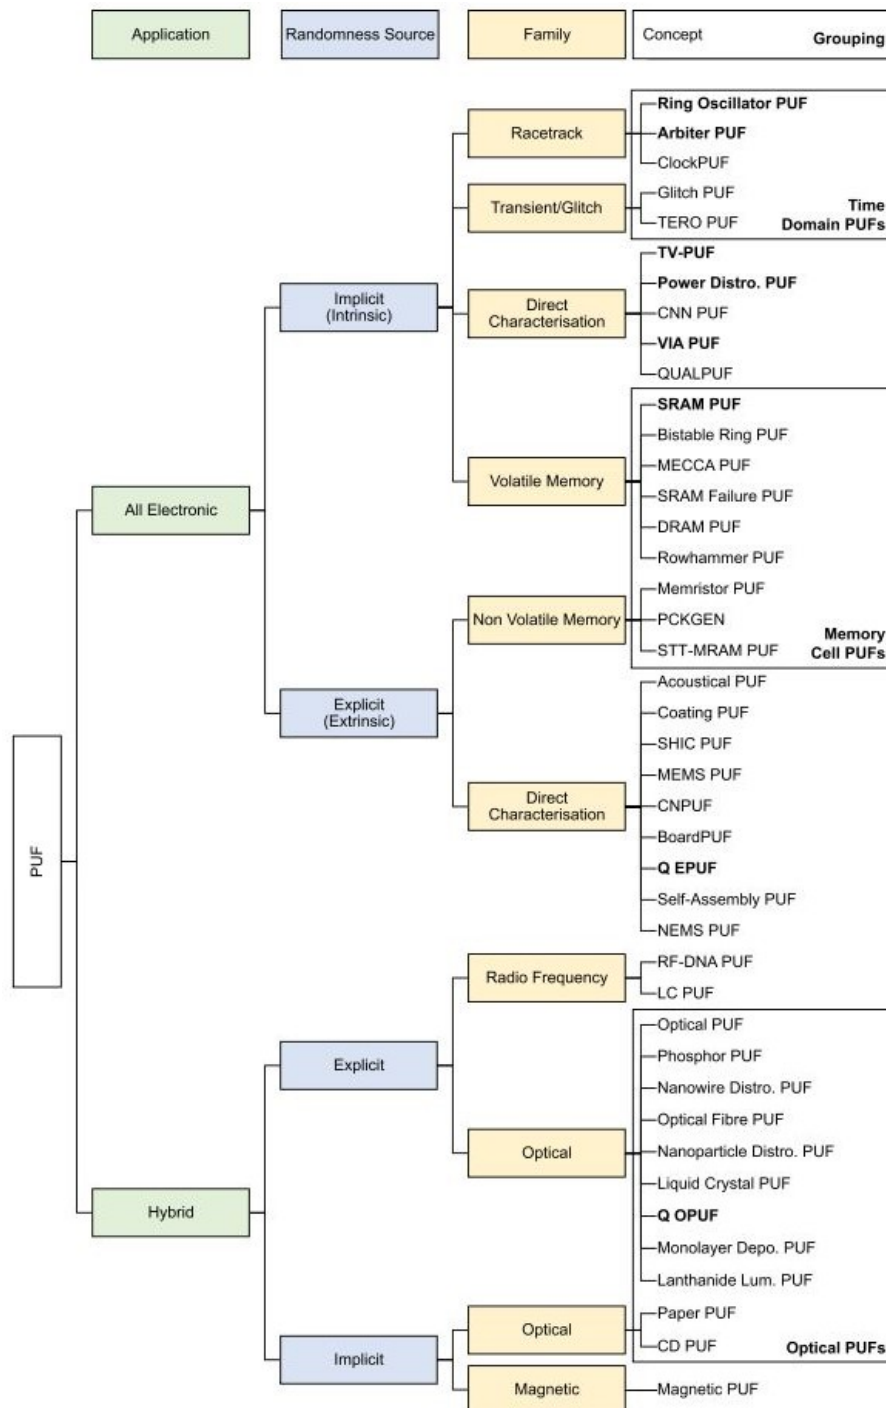 Application
Randomness Source
Family
Concept
Grouping
Ring Oscillator PUF
Racetrack
Arbiter PUF
ClockPUF
Transient/Glitch
Glitch PUF
TERO PUF
Time
Domain PUFs
TV-PUF
Implicit
(Intrinsic)
Direct
Characterisation
Power Distro. PUF
CNN PUF
VIA PUF
QUALPUF
SRAM PUF
Bistable Ring PUF
MECCA PUF
Volatile Memory
SRAM Failure PUF
All Electronic
DRAM PUF
Rowhammer PUF
Memristor PUF
Non Volatile Memory
PCKGEN
STT-MRAM PUF
Memory
Cell PUFs
Acoustical PUF
Explicit
(Extrinsic)
Coating PUF
SHIC PUF
MEMS PUF
Direct
Characterisation
CNPUF
BoardPUF
PUF
Q EPUF
Self-Assembly PUF
NEMS PUF
Radio Frequency
RF-DNA PUF
LC PUF
Optical PUF
Explicit
Phosphor PUF
Nanowire Distro. PUF
Optical Fibre PUF
Optical
Nanoparticle Distro. PUF
Liquid Crystal PUF
Hybrid
Q OPUF
Monolayer Depo. PUF
Lanthanide Lum. PUF
Optical
Paper PUF
CD PUF
Optical PUFs
Implicit
Magnetic
Magnetic PUF